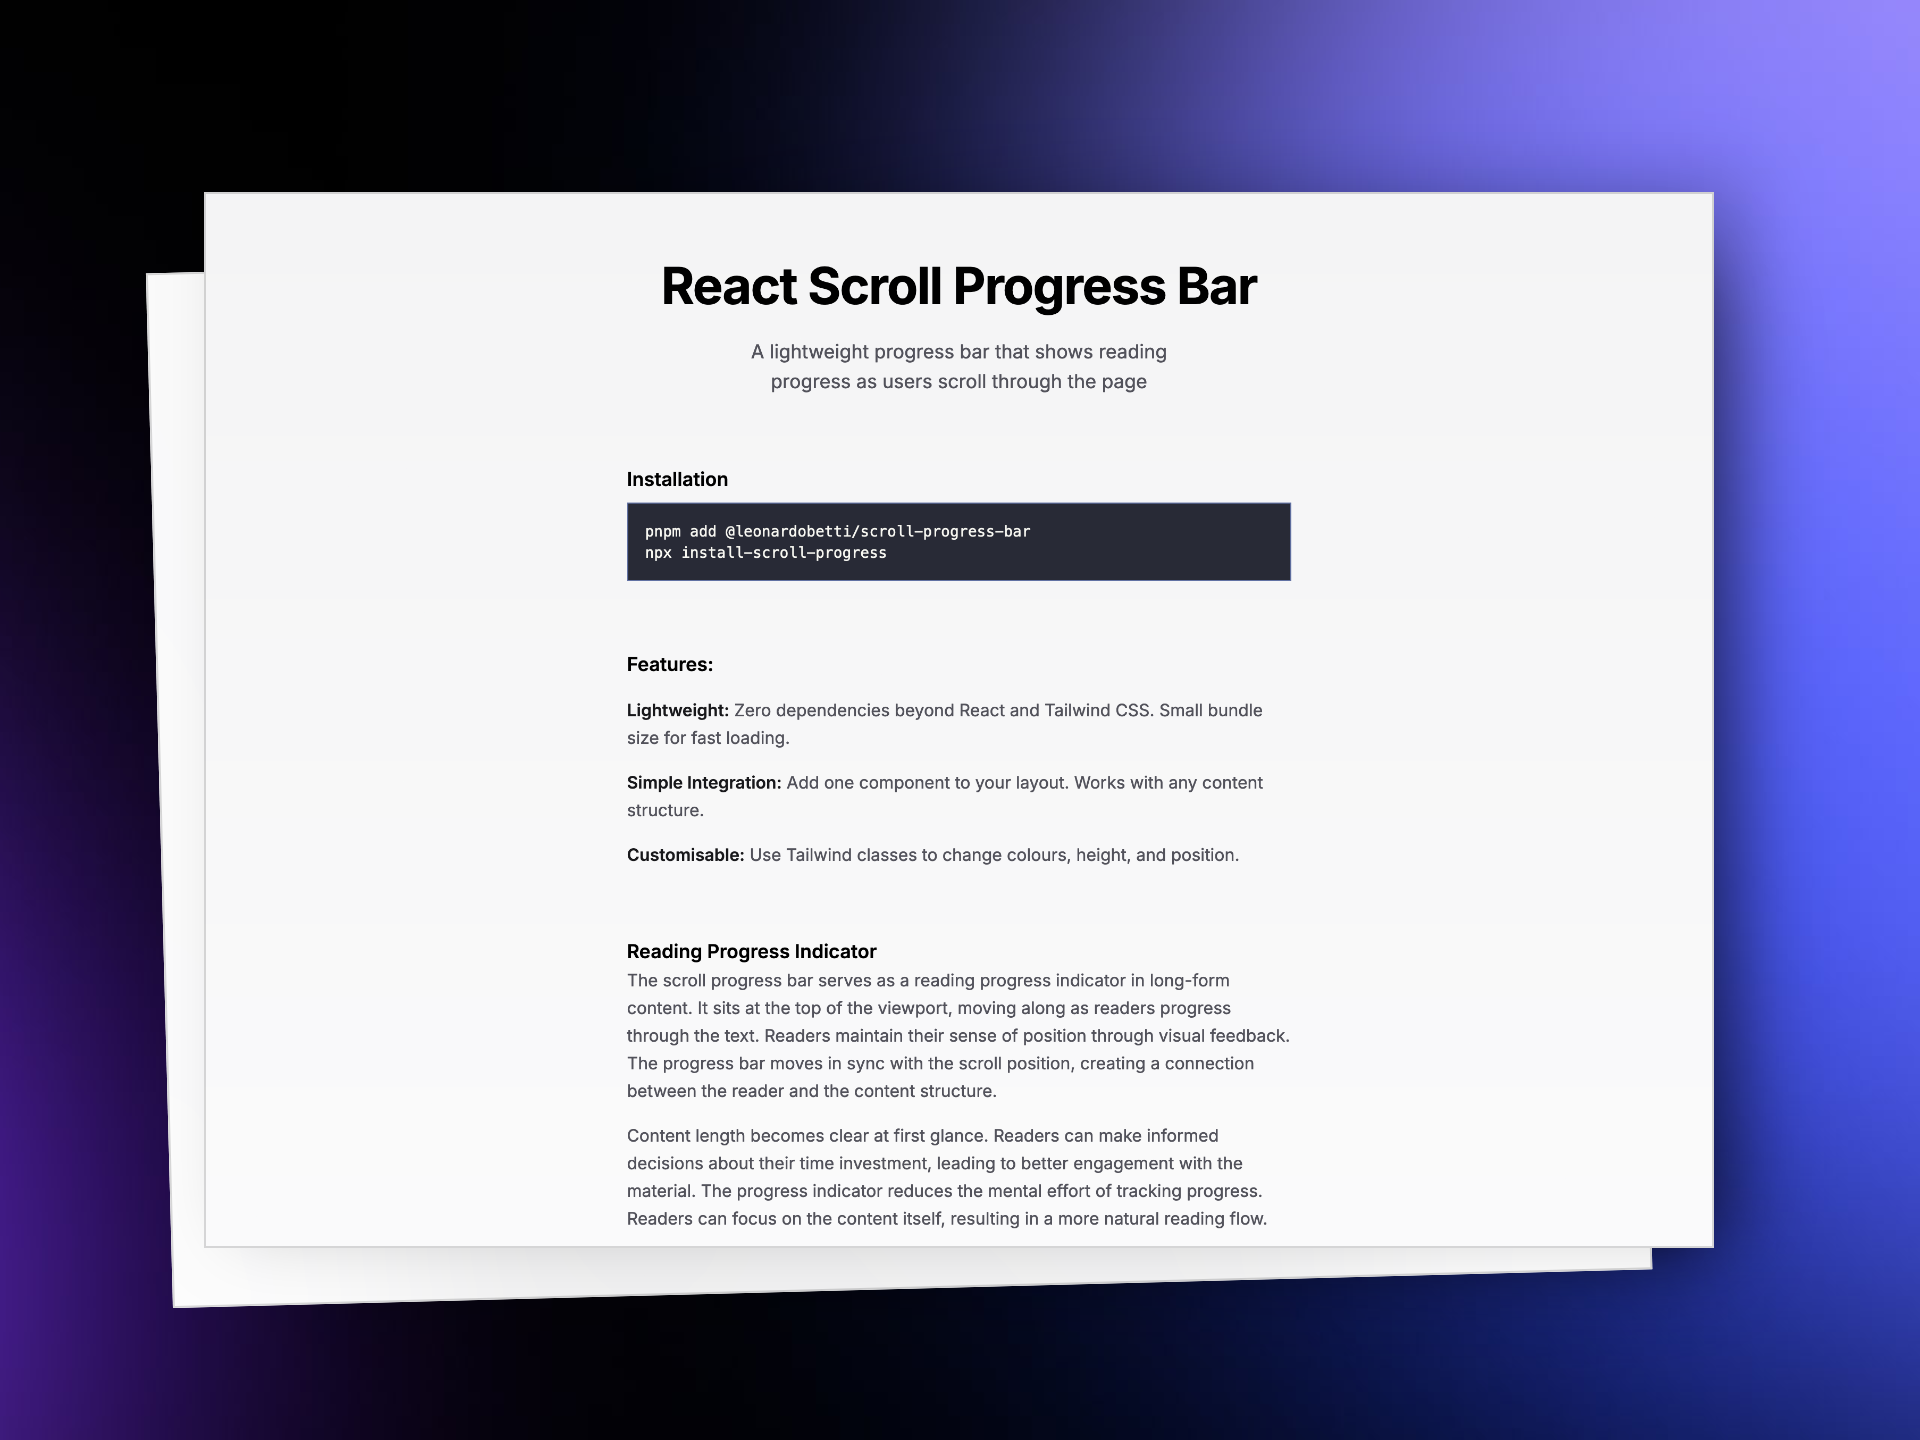 React Scroll Progress Bar
A lightweight progress bar that shows reading
progress as users scroll through the page
Installation
pnpm add @leonardobetti/scroll-progress-bar
npx install-scroll-progress
Features:
Lightweight: Zero dependencies beyond React and Tailwind CSS. Small bundle
size for fast loading.
Simple Integration: Add one component to your layout. Works with any content
structure.
Customisable: Use Tailwind classes to change colours, height, and position.
Reading Progress Indicator
The scroll progress bar serves as a reading progress indicator in long-form
content. It sits at the top of the viewport, moving along as readers progress
through the text. Readers maintain their sense of position through visual feedback.
The progress bar moves in sync with the scroll position, creating a connection
between the reader and the content structure.
Content length becomes clear at first glance. Readers can make informed
decisions about their time investment, leading to better engagement with the
material. The progress indicator reduces the mental effort of tracking progress.
Readers can focus on the content itself, resulting in a more natural reading flow.